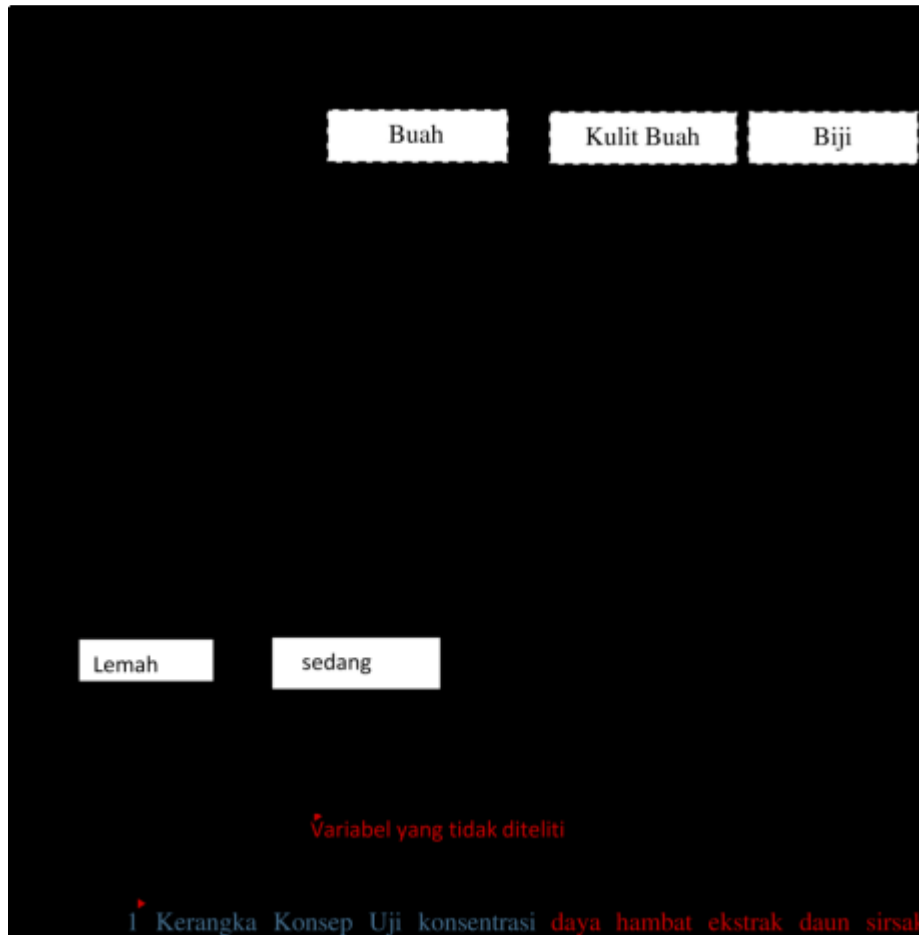 Buah Kulit Buah Biji
Lemah sedang
Variabel yang tidak diteliti
1 Kerangka Konsep Uji konsentrasi daya hambat ekstrak daun sirsak